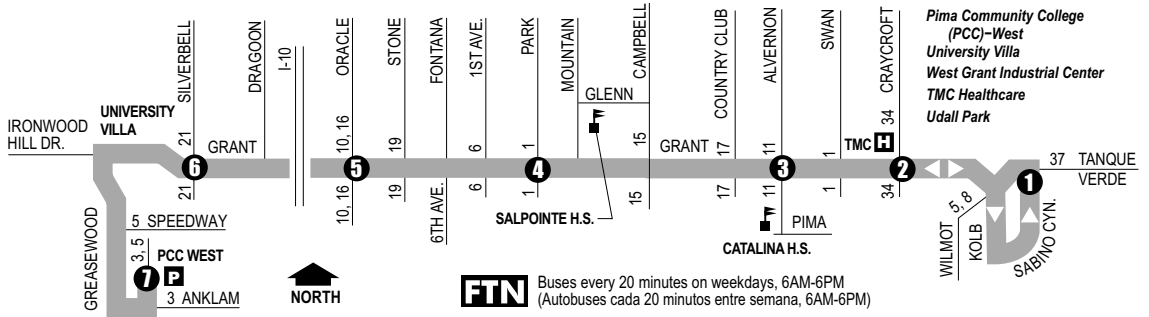 SILVERBELL
DRAGOON
I-10
ORACLE
STONE
FONTANA
1ST AVE.
PARK
MOUNTAIN
CAMPBELL
COUNTRY CLUB
ALVERNON
SWAN
CRAYCROFT
Pima Community College
(PCC)–West
University Villa
West Grant Industrial Center
TMC Healthcare
Udall Park
UNIVERSITY
VILLA
IRONWOOD
HILL DR.
21
GRANT
10, 16
19
6
1
GLENN
15
GRANT
17
11
1
TMC H
34
6
5
4
3
2
1
37 TANQUE
VERDE
21
10, 16
19
6TH AVE.
6
1
SALPOINTE H.S.
15
17
11
PIMA
CATALINA H.S.
1
34
WILMOT
5, 8
KOLB
SABINO CYN.
GREASEWOOD
5 SPEEDWAY
3, 5
PCC WEST
7
P
3 ANKLAM
NORTH
FTN
Buses every 20 minutes on weekdays, 6AM-6PM
(Autobuses cada 20 minutos entre semana, 6AM-6PM)